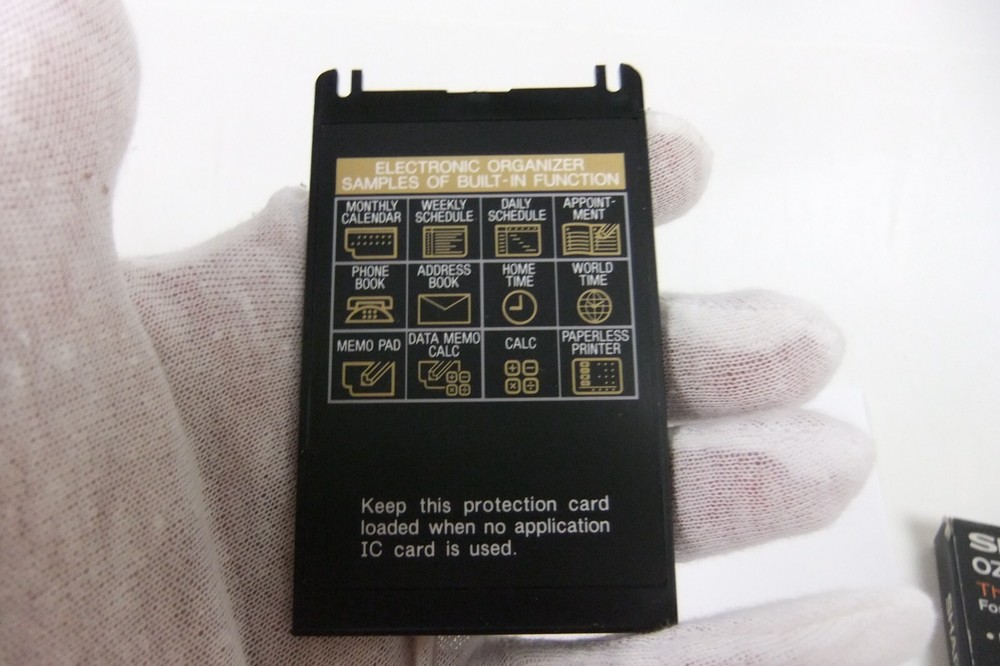 ELECTRONIC ORGANIZER
SAMPLES OF BUILT-IN FUNCTION
MONTHLY
CALENDAR
WEEKLY
SCHEDULE
DAILY
SCHEDULE
APPOINT-
MENT
PHONE
BOOK
ADDRESS
BOOK
HOME
TIME
WORLD
TIME
MEMO PAD
DATA MEMO
CALC
CALC
PAPERLESS
PRINTER
Keep this protection card
loaded when no application
IC card is used.
OZ